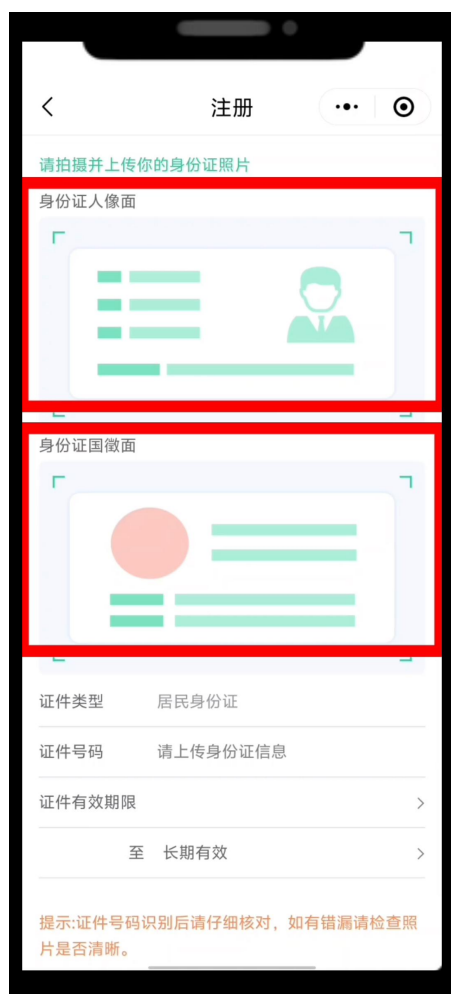 注册
请拍摄并上传你的身份证照片
身份证人像面
身份证国徽面
证件类型 居民身份证
证件号码 请上传身份证信息
证件有效期限
至 长期有效
提示:证件号码识别后请仔细核对，如有错漏请检查照
片是否清晰。